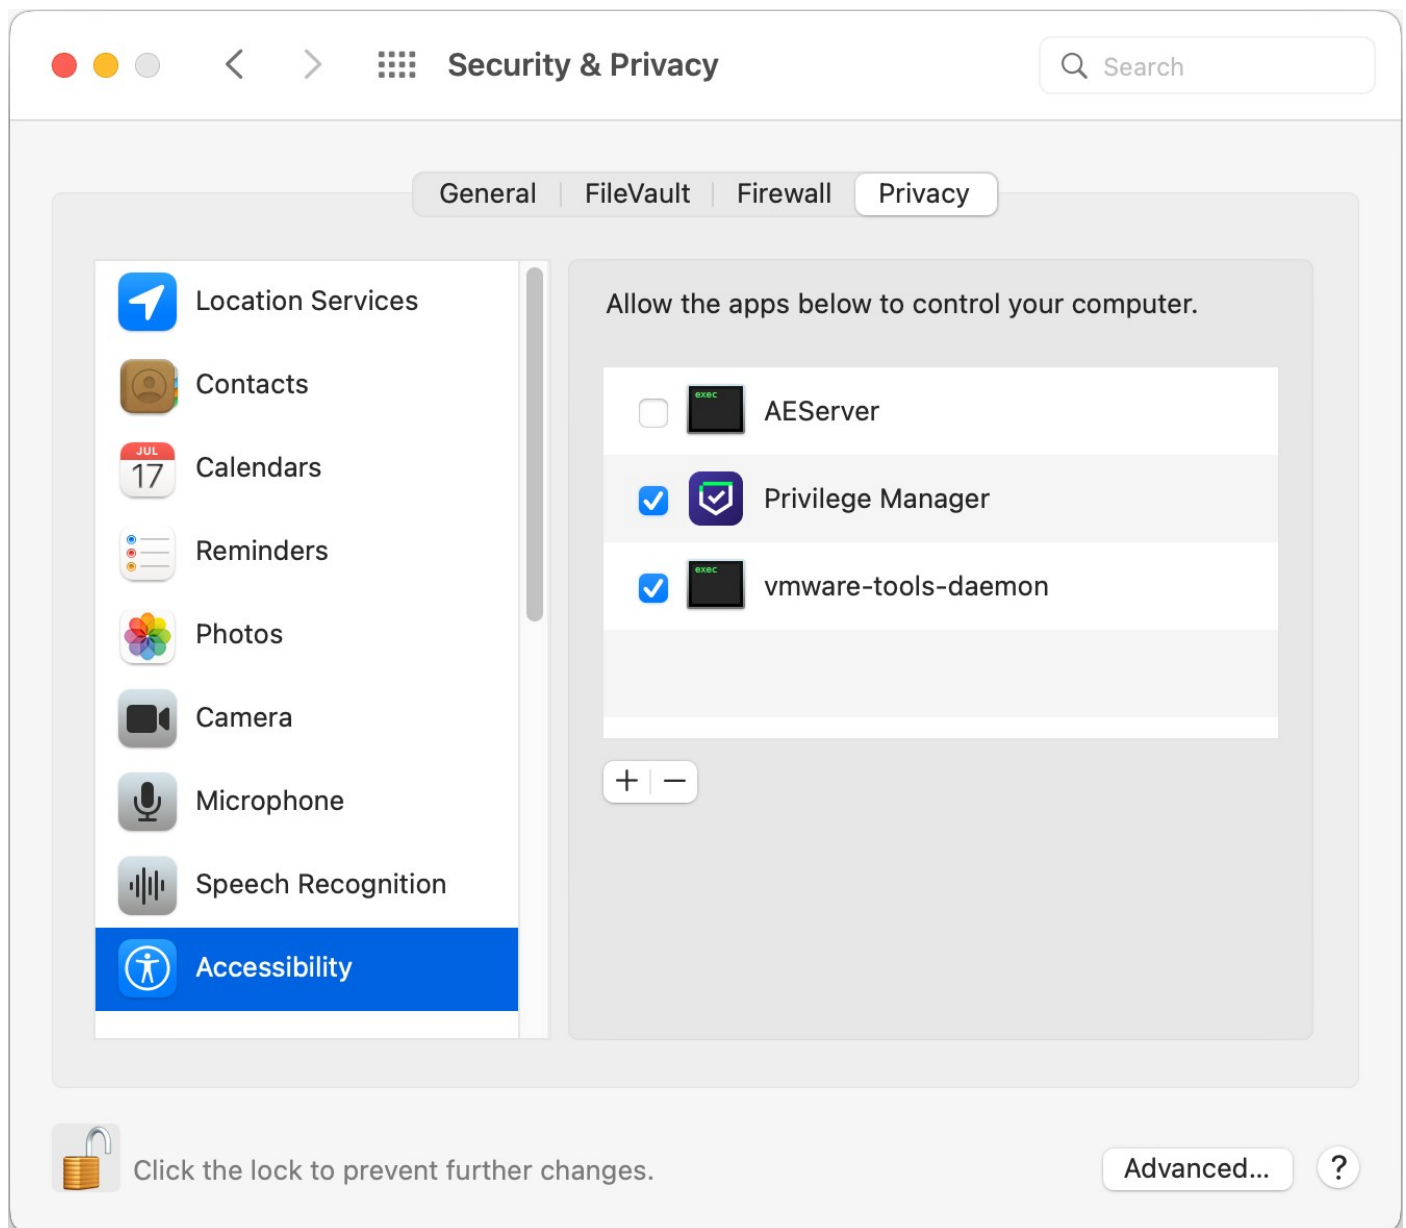 Security & Privacy
Search
General
FileVault
Firewall
Privacy
Location Services
Contacts
JUL
17
Calendars
Reminders
Photos
Camera
Microphone
Speech Recognition
Accessibility
Allow the apps below to control your computer.
exec
AEServer
Privilege Manager
exec
vmware-tools-daemon
+ −
Click the lock to prevent further changes.
Advanced...
?